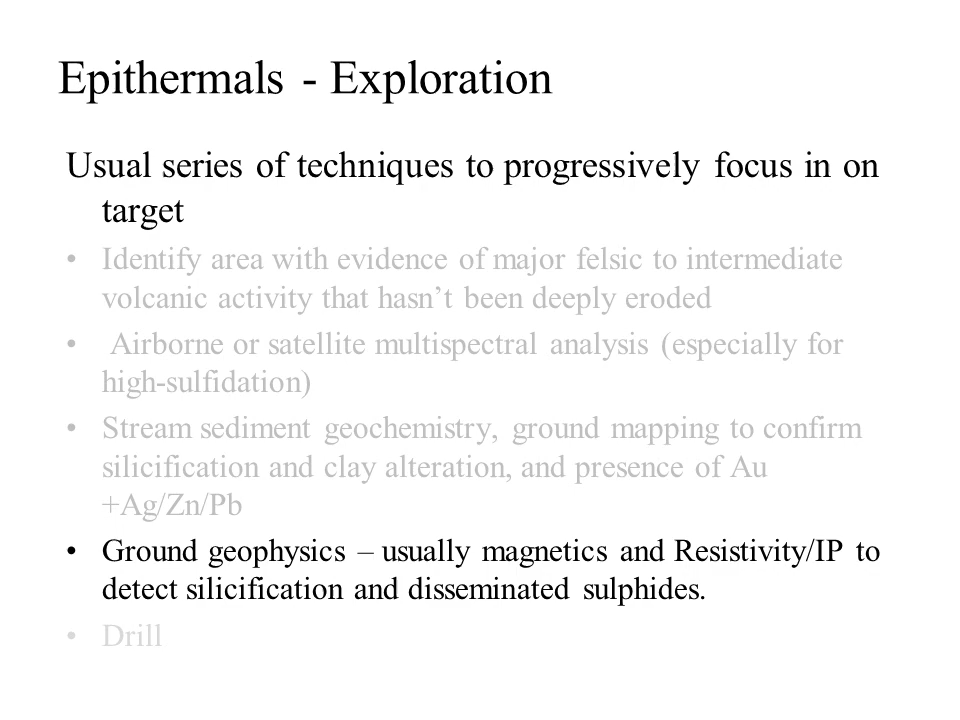 Epithermals - Exploration
Usual series of techniques to progressively focus in on
target
• Identify area with evidence of major felsic to intermediate
volcanic activity that hasn’t been deeply eroded
• Airborne or satellite multispectral analysis (especially for
high-sulfidation)
• Stream sediment geochemistry, ground mapping to confirm
silicification and clay alteration, and presence of Au
+Ag/Zn/Pb
• Ground geophysics – usually magnetics and Resistivity/IP to
detect silicification and disseminated sulphides.
• Drill